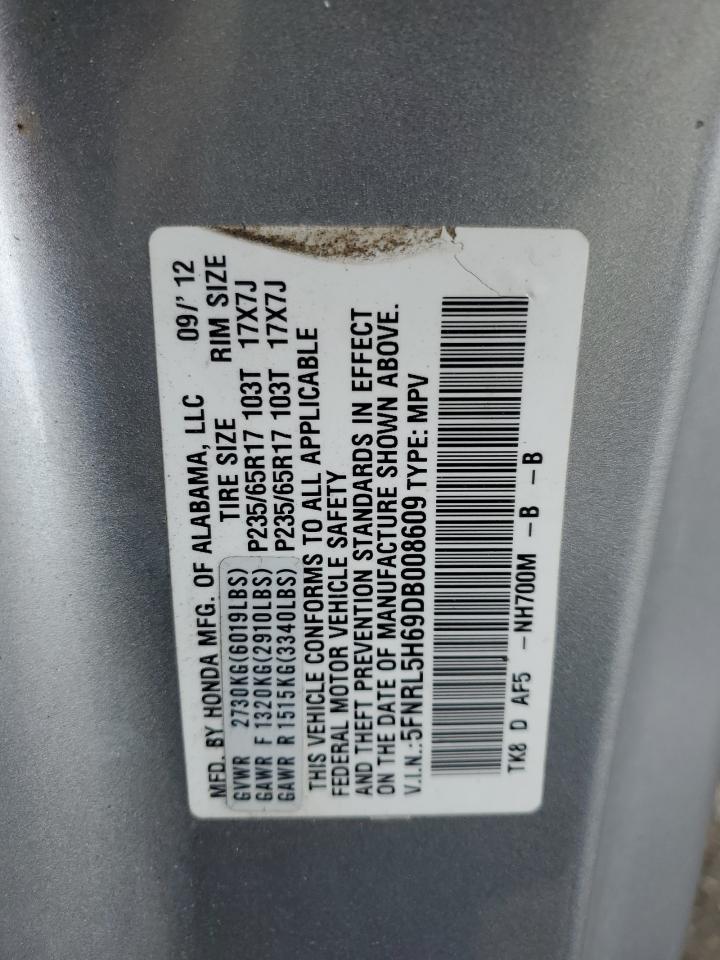 MFD. BY HONDA MFG. OF ALABAMA, LLC 09/' 12
TIRE SIZE RIM SIZE
GVWR 2730KG(6019LBS)
GAWR F 1320KG(2910LBS) P235/65R17 103T 17X7J
GAWR R 1515KG(3340LBS) P235/65R17 103T 17X7J
THIS VEHICLE CONFORMS TO ALL APPLICABLE
FEDERAL MOTOR VEHICLE SAFETY
AND THEFT PREVENTION STANDARDS IN EFFECT
ON THE DATE OF MANUFACTURE SHOWN ABOVE.
V.I.N.:5FNRL5H69DB008609 TYPE: MPV
TK8 D AF5 -NH700M -B -B